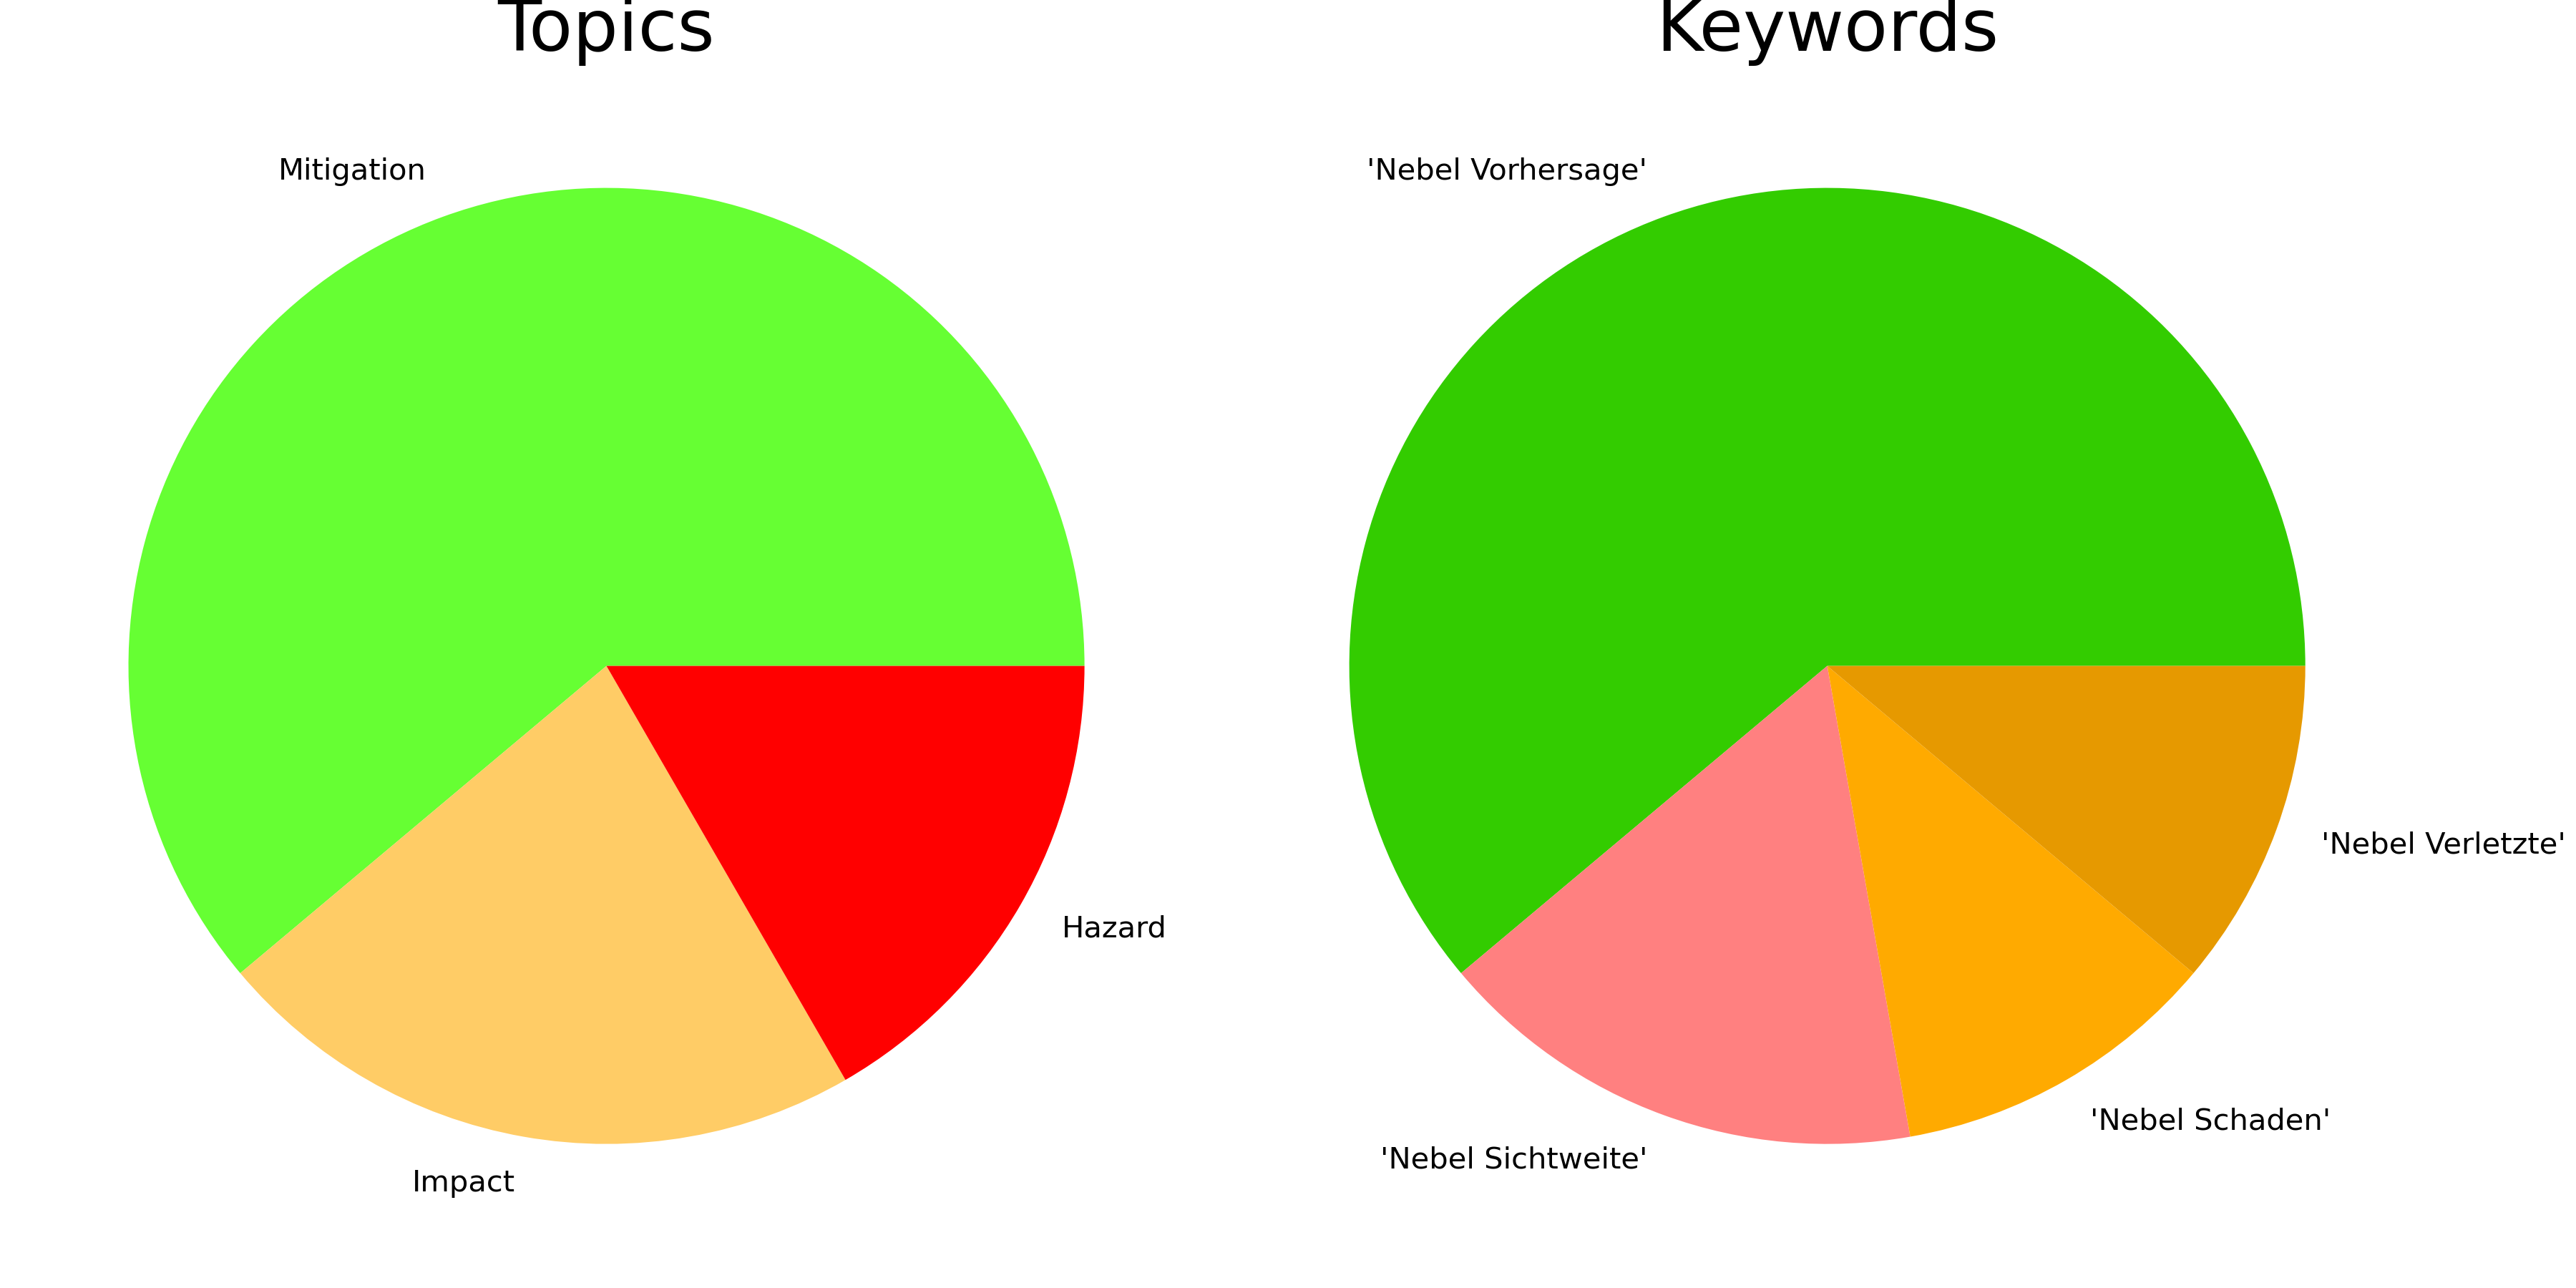 Topics
Keywords
Mitigation
'Nebel Vorhersage'
'Nebel Verletzte'
Hazard
'Nebel Schaden'
'Nebel Sichtweite'
Impact